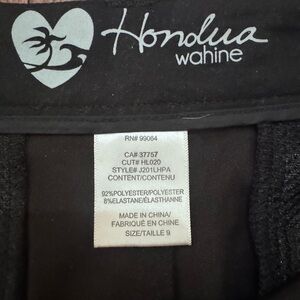 Hondua
wahine
RN# 99064
CA# 37757
CUT# HL020
STYLE# J201LHPA
CONTENT/CONTENU
92%POLYESTER/POLYESTER
8%ELASTANE/ÉLASTHANNE
MADE IN CHINA/
FABRIQUÉ EN CHINE
SIZE/TAILLE 9